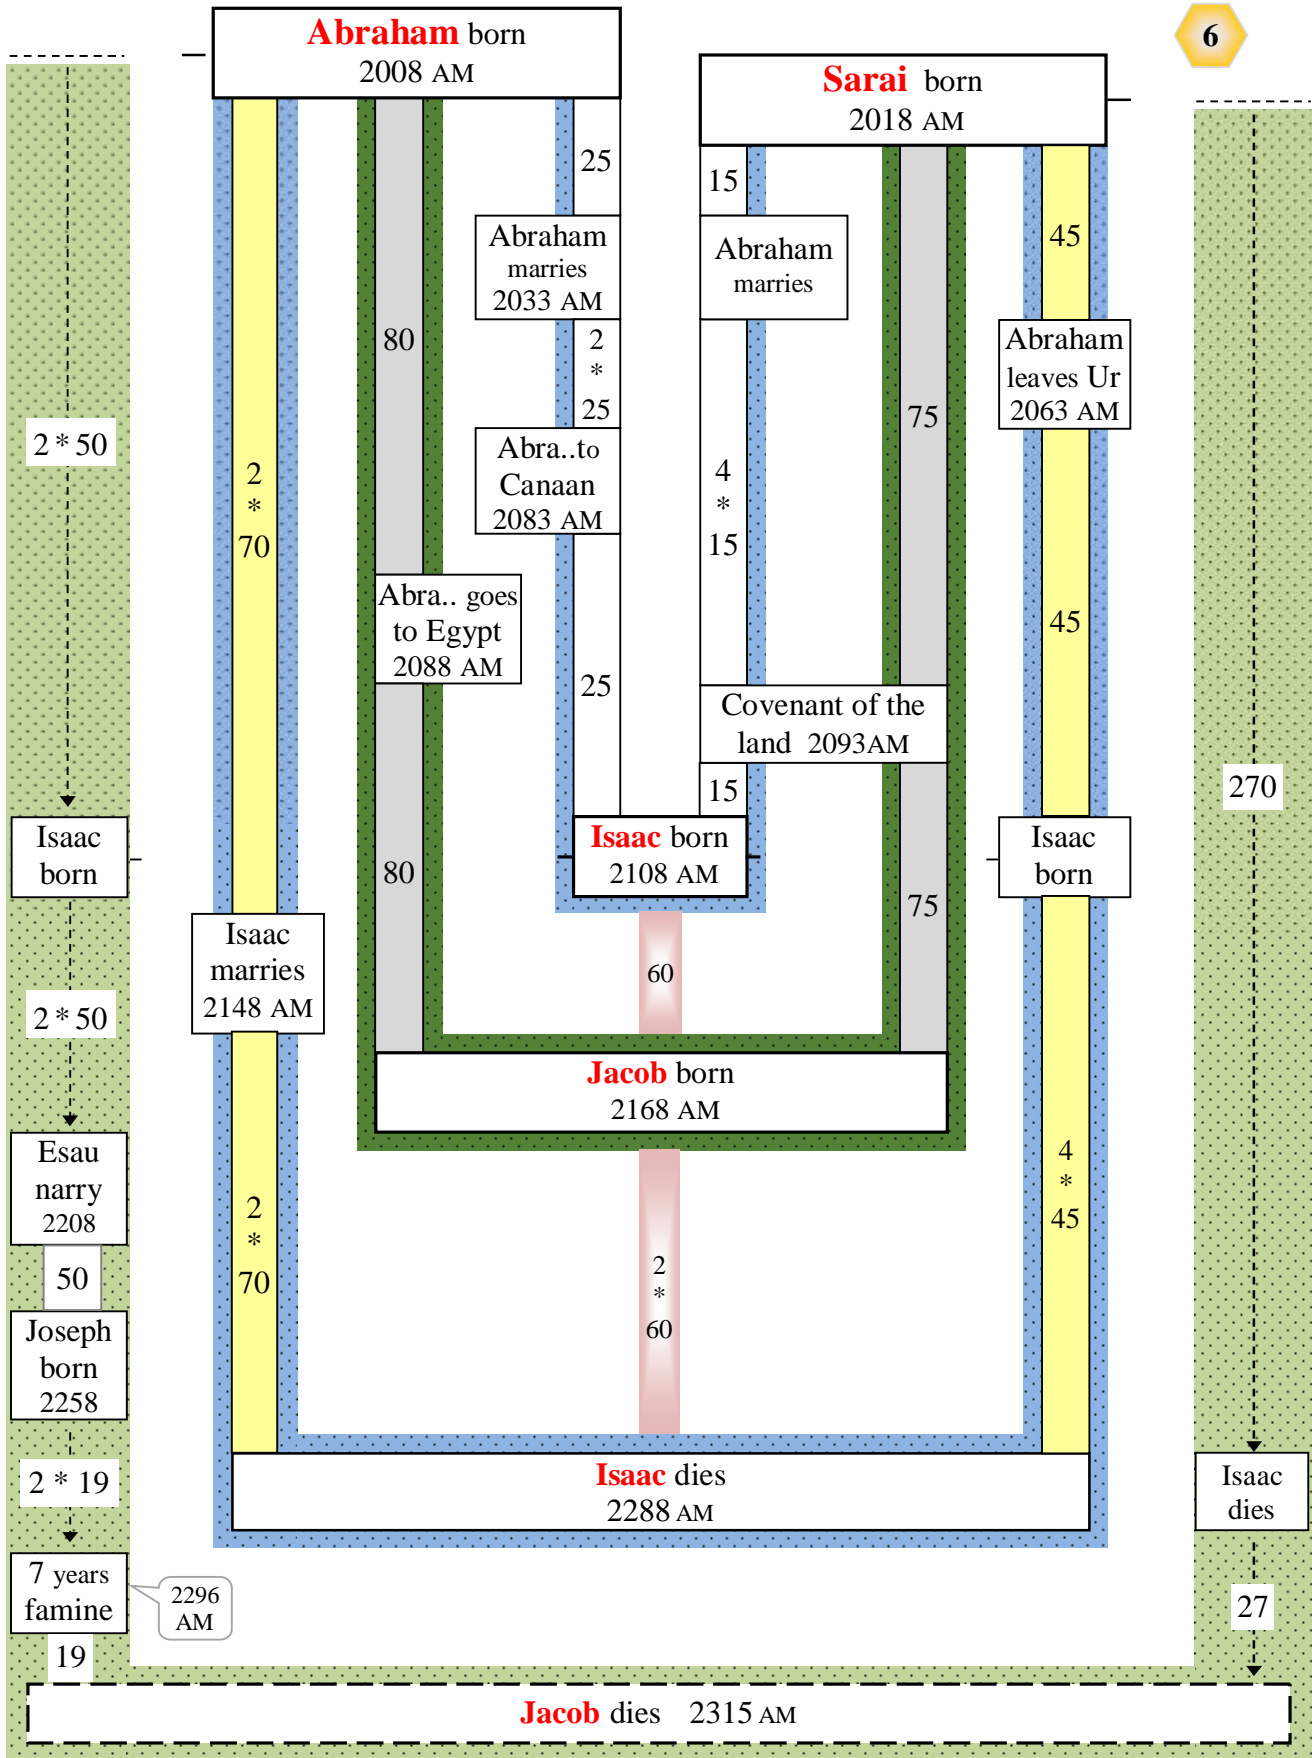 Abraham born
2008 AM
6
Sarai born
2018 AM
25
15
Abraham
marries
2033 AM
Abraham
marries
45
80
2
*
25
Abraham
leaves Ur
2063 AM
75
2 * 50
2
*
70
Abra..to
Canaan
2083 AM
4
*
15
Abra.. goes
to Egypt
2088 AM
45
25
Covenant of the
land 2093AM
15
270
Isaac
born
Isaac born
2108 AM
Isaac
born
80
75
Isaac
marries
2148 AM
60
2 * 50
Jacob born
2168 AM
Esau
narry
2208
2
*
70
4
*
45
50
2
*
60
Joseph
born
2258
2 * 19
Isaac dies
2288 AM
Isaac
dies
7 years
famine
2296
AM
27
19
Jacob dies 2315 AM